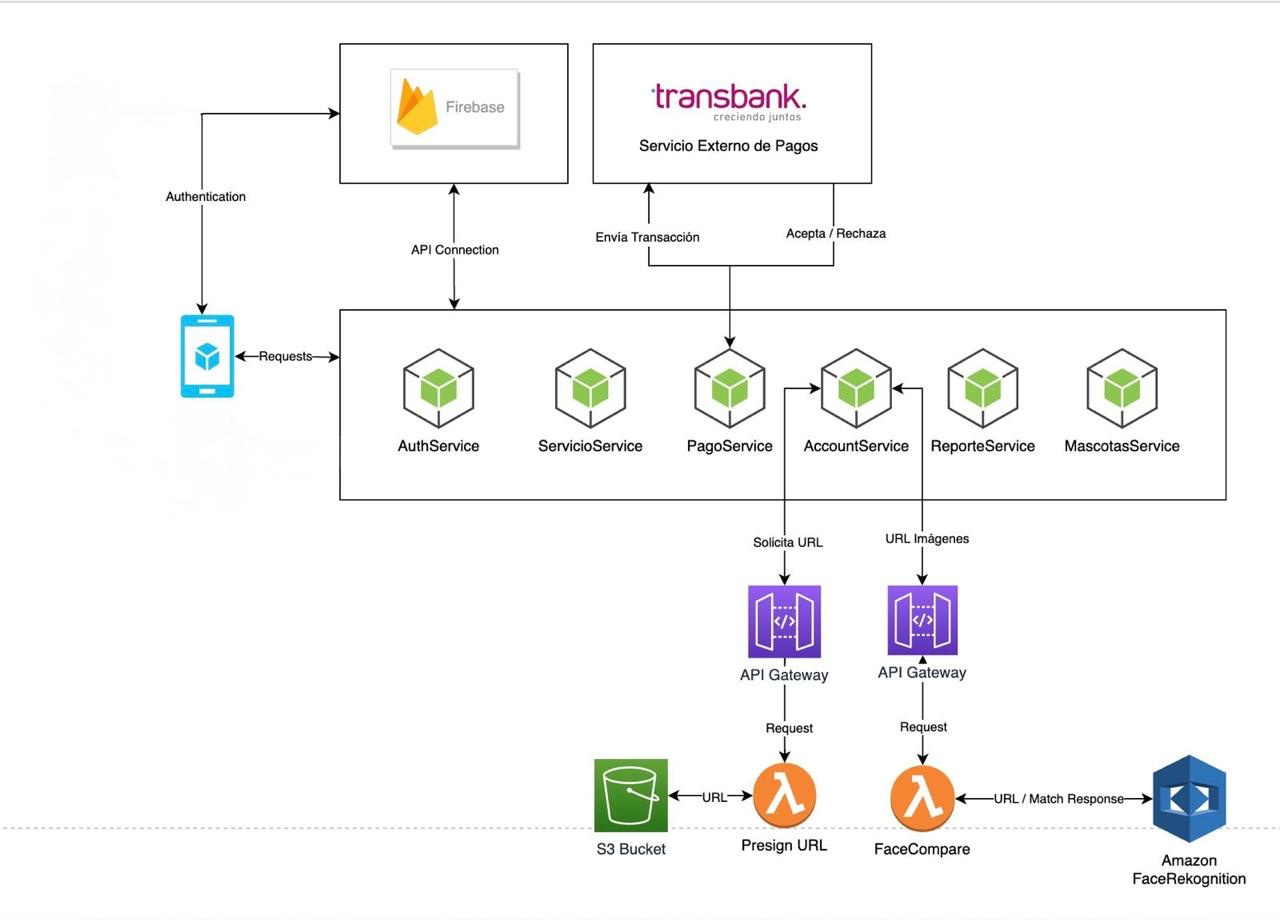 Firebase
transbank.
creciendo juntos
Servicio Externo de Pagos
Authentication
API Connection
Envía Transacción
Acepta / Rechaza
Requests
AuthService
ServicioService
PagoService
AccountService
ReporteService
MascotasService
Solicita URL
URL Imágenes
</>
</>
API Gateway
API Gateway
Request
Request
URL
λ
λ
URL / Match Response
S3 Bucket
Presign URL
FaceCompare
Amazon
FaceRekognition